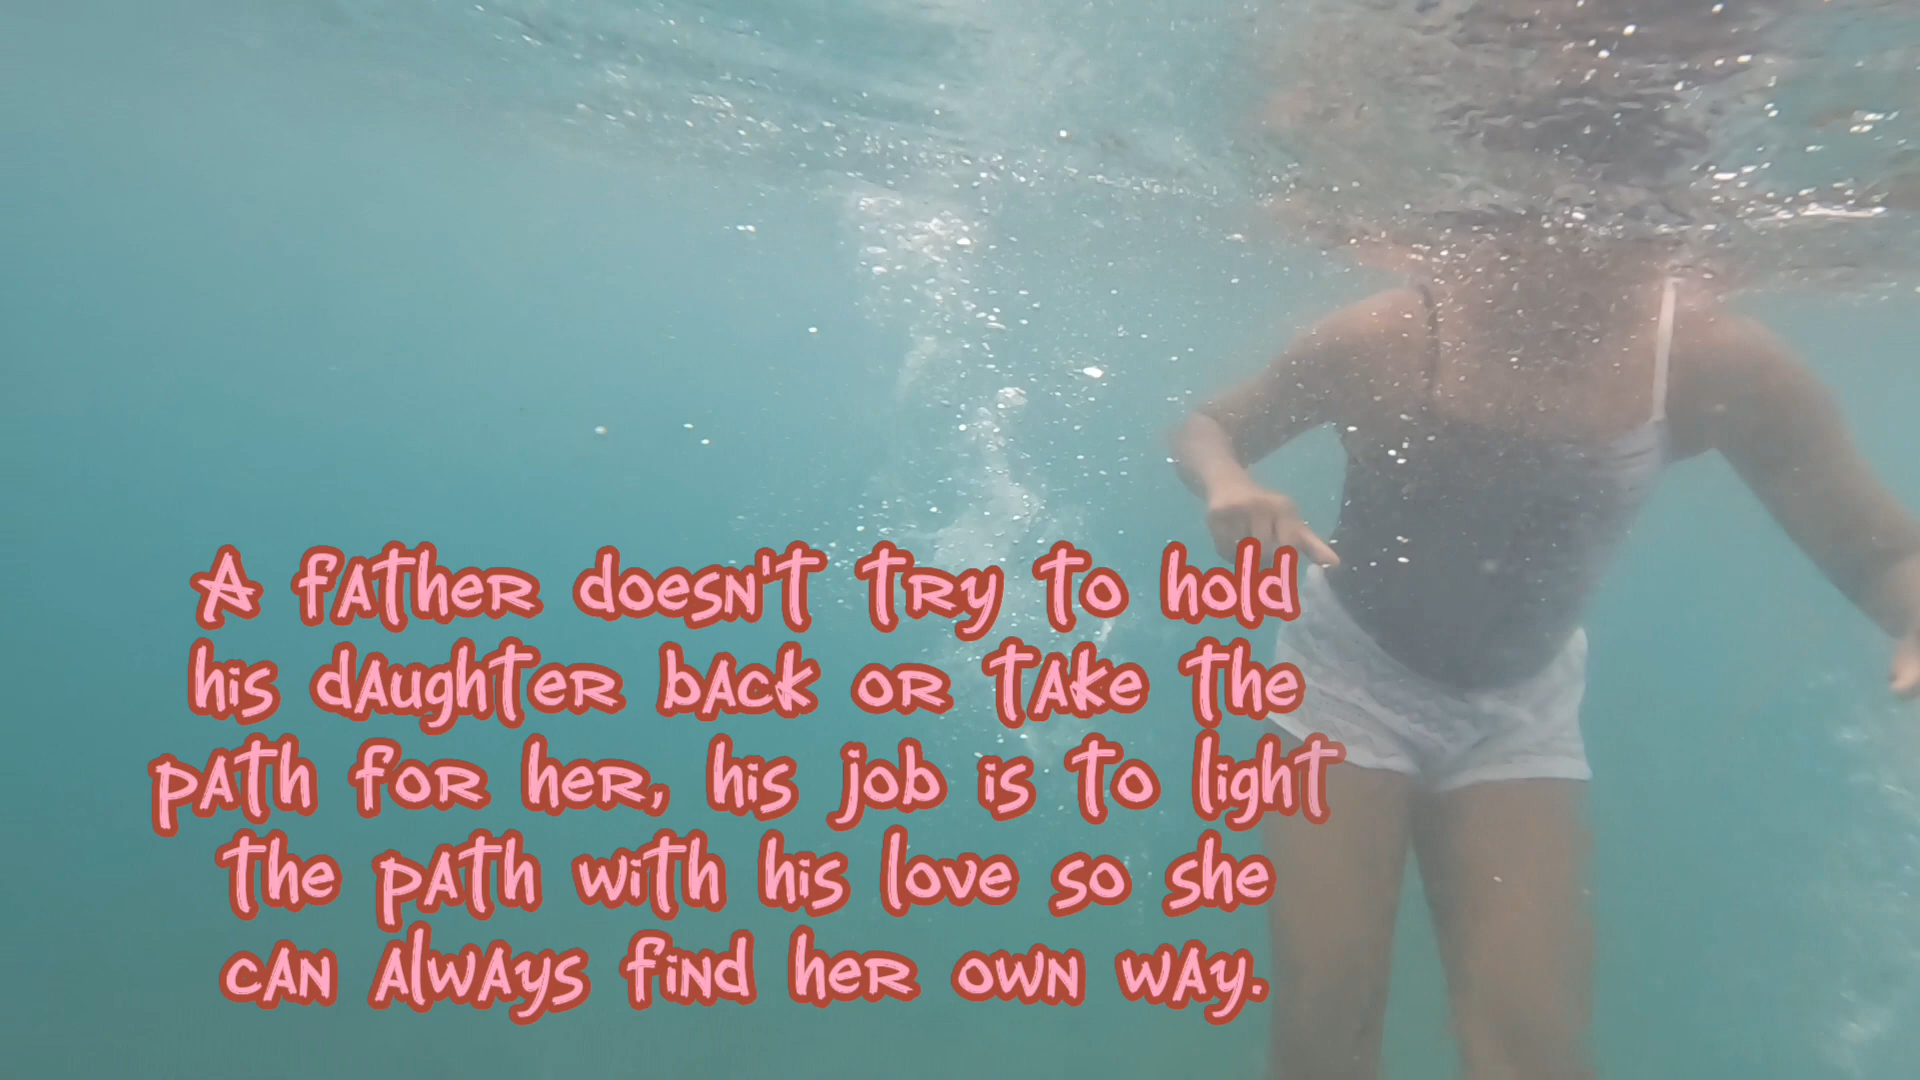 A father doesn't try to hold
his daughter back or take the
path for her, his job is to light
the path with his love so she
can always find her own way.